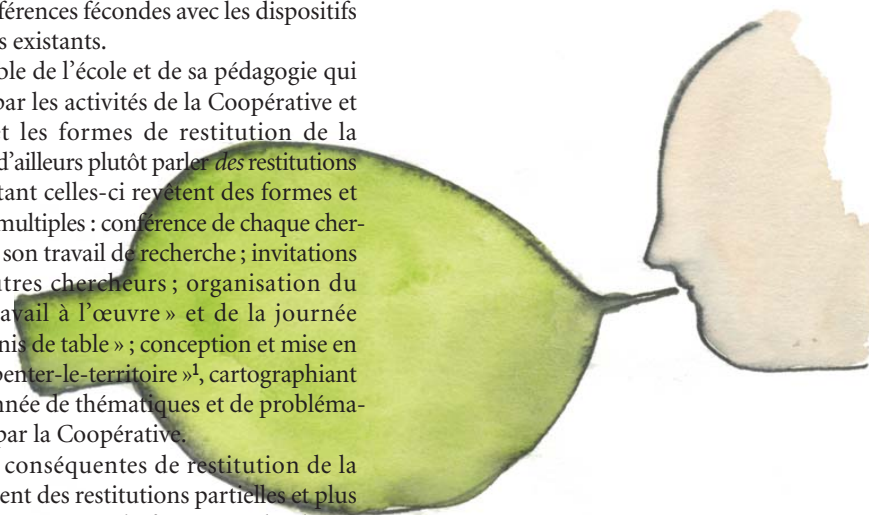 férences fécondes avec les dispositifs
s existants.
ble de l’école et de sa pédagogie qui
par les activités de la Coopérative et
et les formes de restitution de la
d’ailleurs plutôt parler des restitutions
tant celles-ci revêtent des formes et
multiples : conférence de chaque cher-
son travail de recherche ; invitations
utres chercheurs ; organisation du
avail à l’œuvre » et de la journée
nis de table » ; conception et mise en
penter-le-territoire »¹, cartographiant
nnée de thématiques et de probléma-
par la Coopérative.
conséquentes de restitution de la
ent des restitutions partielles et plus